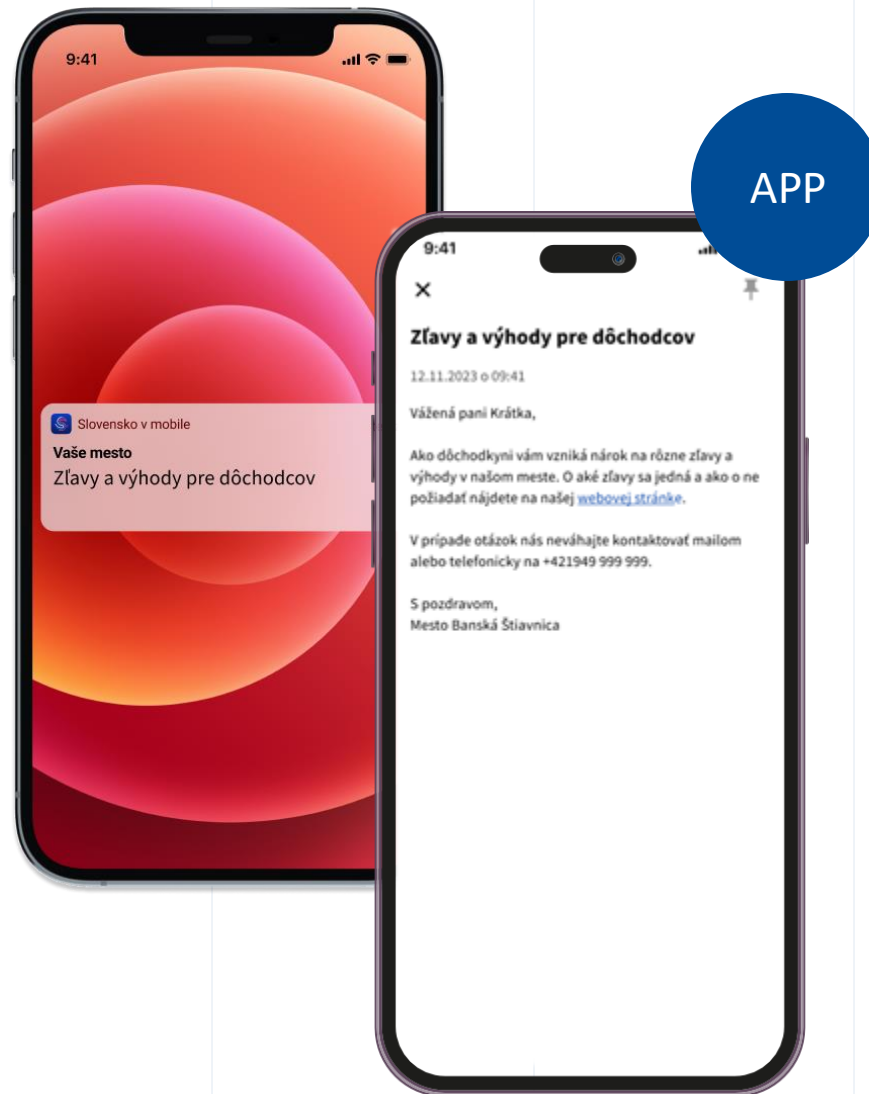 9:41
Slovensko v mobile
Vaše mesto
Zľavy a výhody pre dôchodcov
APP
9:41
Zľavy a výhody pre dôchodcov
12.11.2023 o 09:41
Vážená pani Krátka,
Ako dôchodkyni vám vzniká nárok na rôzne zľavy a
výhody v našom meste. O aké zľavy sa jedná a ako o ne
požiadať nájdete na našej webovej stránke.
V prípade otázok nás neváhajte kontaktovať mailom
alebo telefonicky na +421949 999 999.
S pozdravom,
Mesto Banská Štiavnica